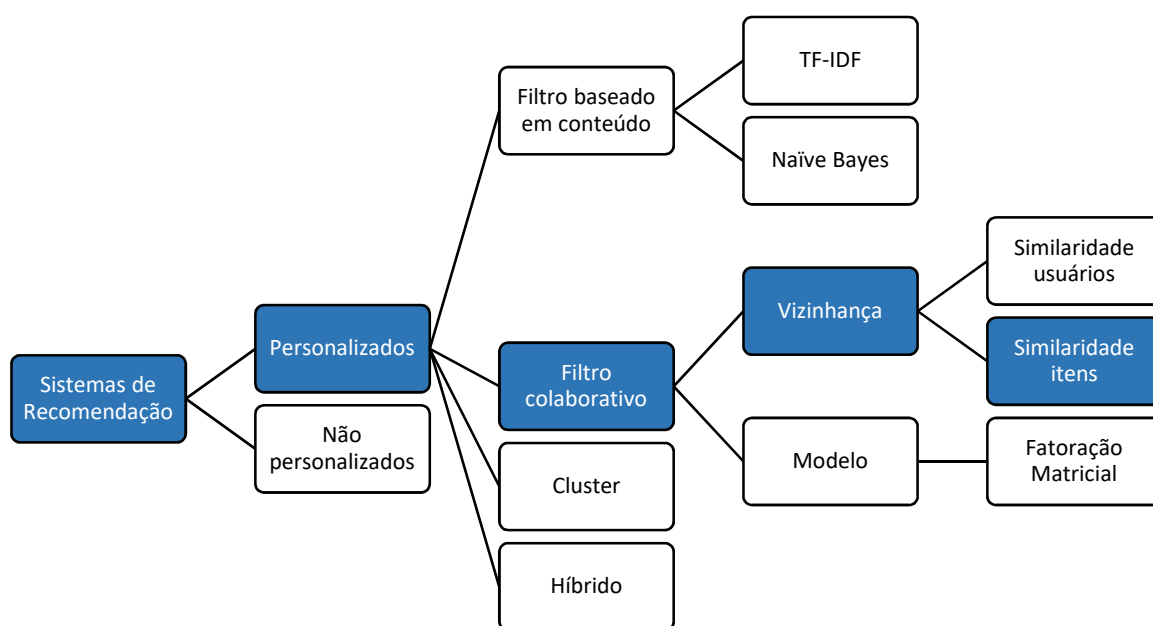 Sistemas de
Recomendação
Personalizados
Não
personalizados
Filtro baseado
em conteúdo
TF-IDF
Naïve Bayes
Filtro
colaborativo
Vizinhança
Similaridade
usuários
Similaridade
itens
Modelo
Fatoração
Matricial
Cluster
Híbrido